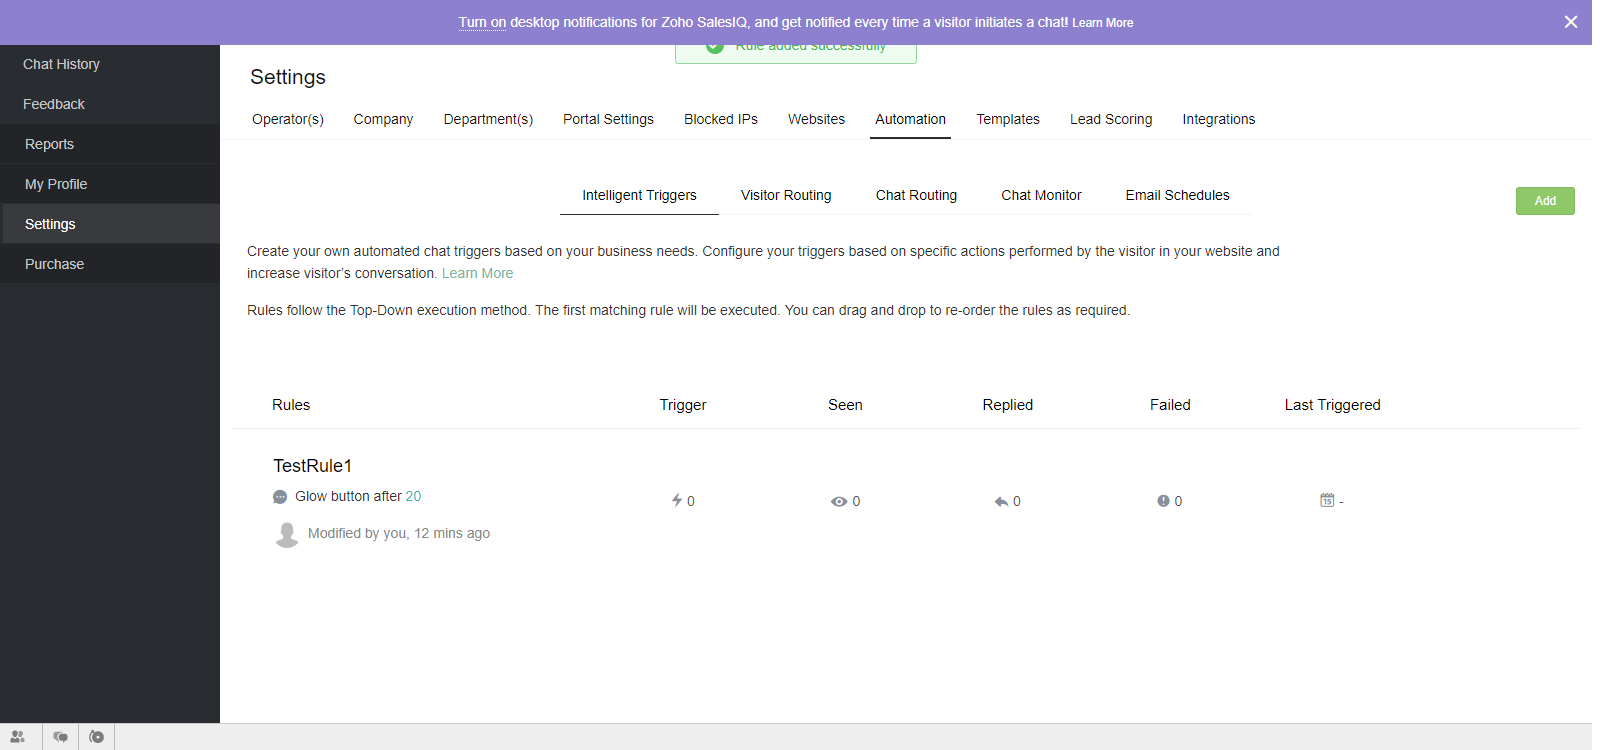 Turn on desktop notifications for Zoho SalesIQ, and get notified every time a visitor initiates a chat! Learn More
Rule added successfully
Chat History
Feedback
Reports
My Profile
Settings
Purchase
Settings
Operator(s) Company Department(s) Portal Settings Blocked IPs Websites Automation Templates Lead Scoring Integrations
Intelligent Triggers Visitor Routing Chat Routing Chat Monitor Email Schedules
Add
Create your own automated chat triggers based on your business needs. Configure your triggers based on specific actions performed by the visitor in your website and
increase visitor's conversation. Learn More
Rules follow the Top-Down execution method. The first matching rule will be executed. You can drag and drop to re-order the rules as required.
Rules Trigger Seen Replied Failed Last Triggered
TestRule1
Glow button after 20
0 0 0 0 15 -
Modified by you, 12 mins ago